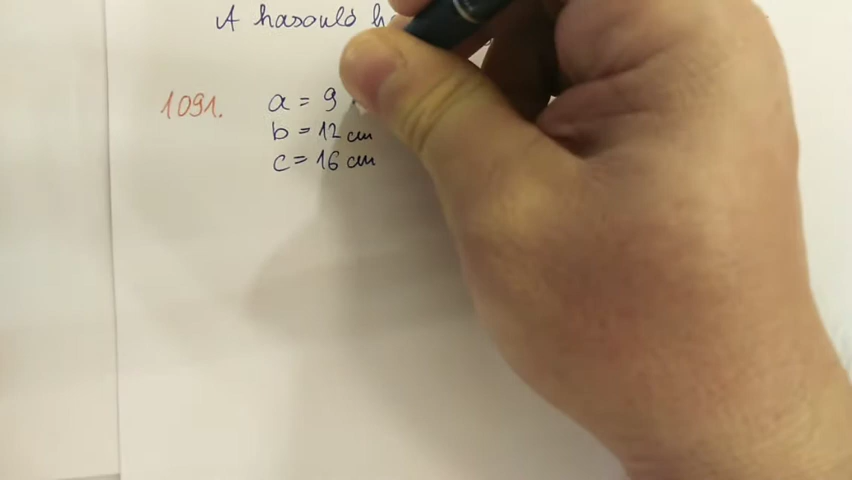 A hasonló
1091. a = 9
b = 12 cm
c = 16 cm